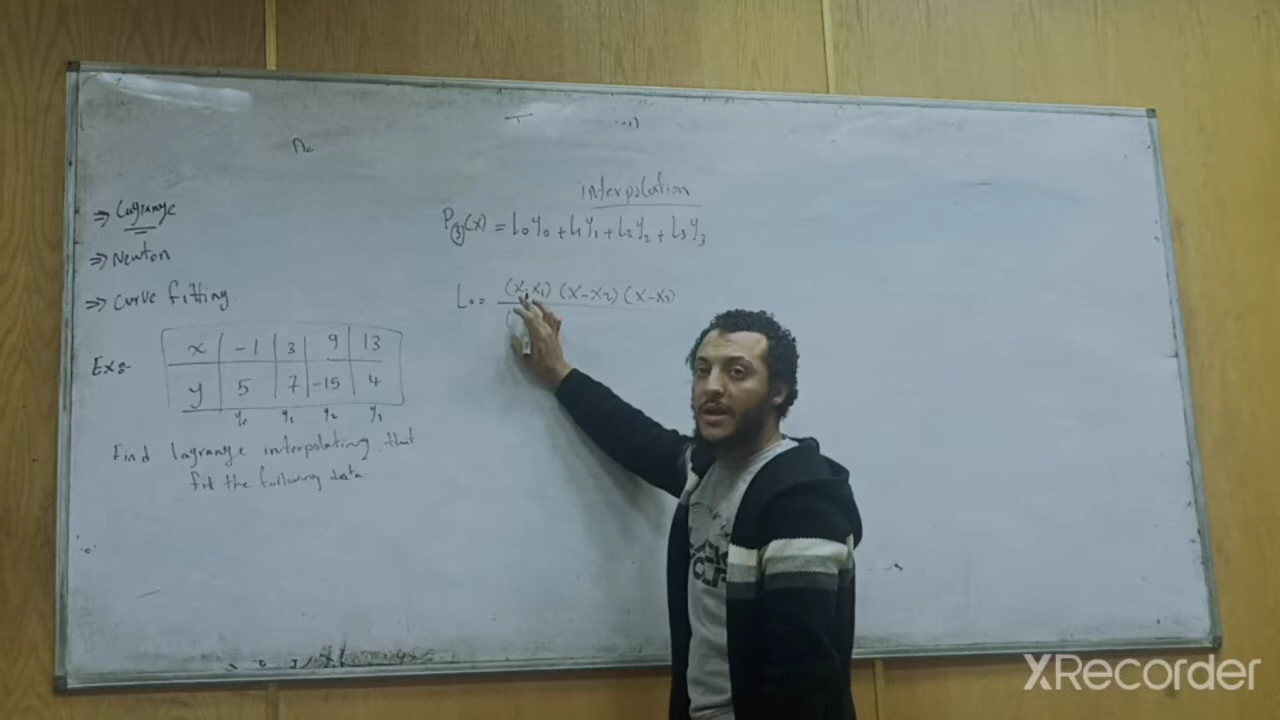 interpolation
⇒ Lagrange
P₃(x) = L₀y₀ + L₁y₁ + L₂y₂ + L₃y₃
⇒ Newton
⇒ Curve fitting
L₀ = (x-x₁) (x-x₂) (x-x₃)
(
Ex:
x | -1 | 3 | 9 | 13
y | 5 | 7 | -15 | 4
y₀ y₁ y₂ y₃
Find lagrange interpolating that
the following data
XRecorder